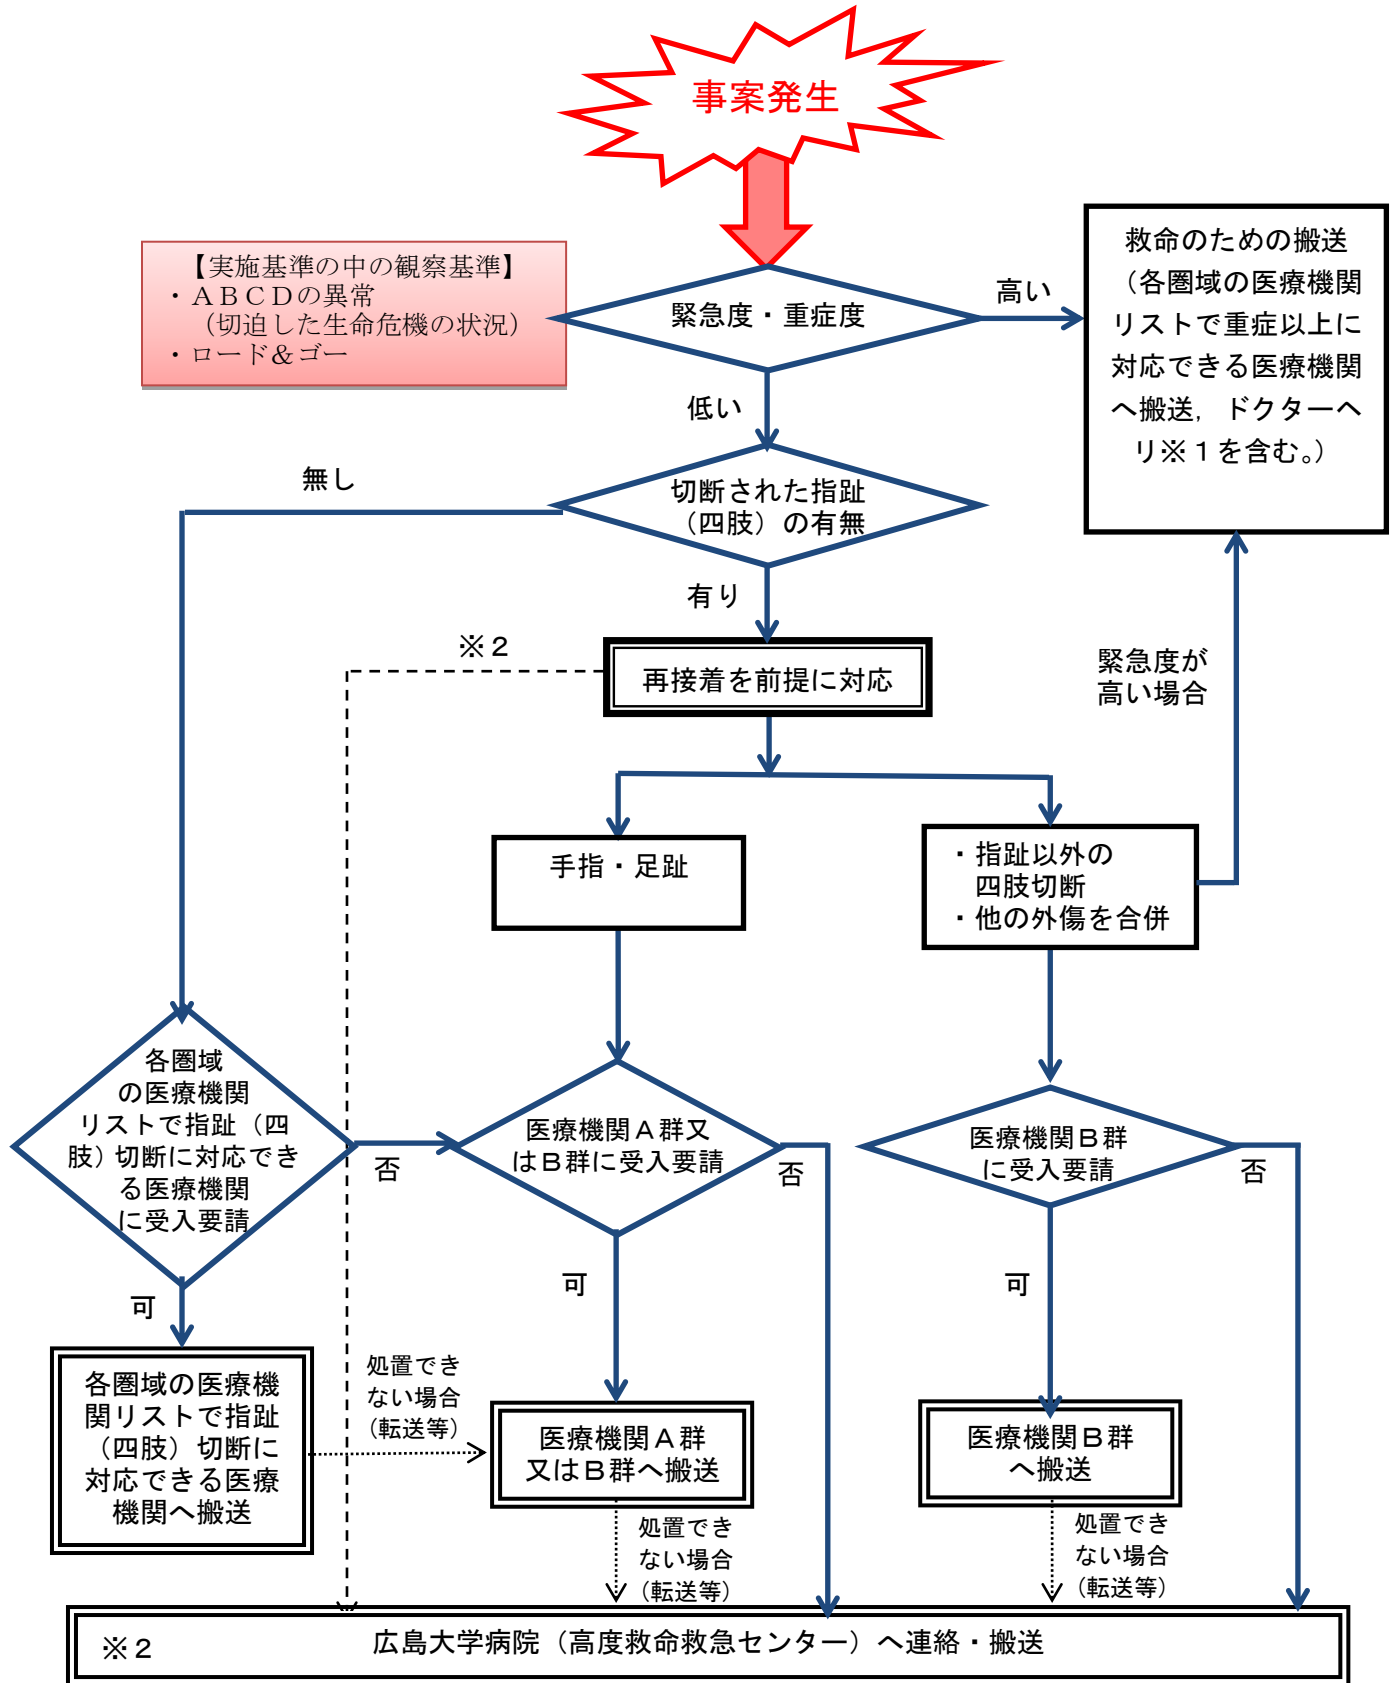 事案発生
【実施基準の中の観察基準】
・ＡＢＣＤの異常
（切迫した生命危機の状況）
・ロード＆ゴー
緊急度・重症度
高い
救命のための搬送
（各圏域の医療機関
リストで重症以上に
対応できる医療機関
へ搬送，ドクターヘ
リ※１を含む。）
低い
無し
切断された指趾
（四肢）の有無
有り
※２
再接着を前提に対応
緊急度が
高い場合
手指・足趾
・指趾以外の
四肢切断
・他の外傷を合併
各圏域
の医療機関
リストで指趾（四
肢）切断に対応でき
る医療機関
に受入要請
否
医療機関Ａ群又
はＢ群に受入要請
否
医療機関Ｂ群
に受入要請
否
可
可
可
各圏域の医療機
関リストで指趾
（四肢）切断に
対応できる医療
機関へ搬送
処置でき
ない場合
（転送等）
医療機関Ａ群
又はＢ群へ搬送
医療機関Ｂ群
へ搬送
処置でき
ない場合
（転送等）
処置でき
ない場合
（転送等）
※２
広島大学病院（高度救命救急センター）へ連絡・搬送